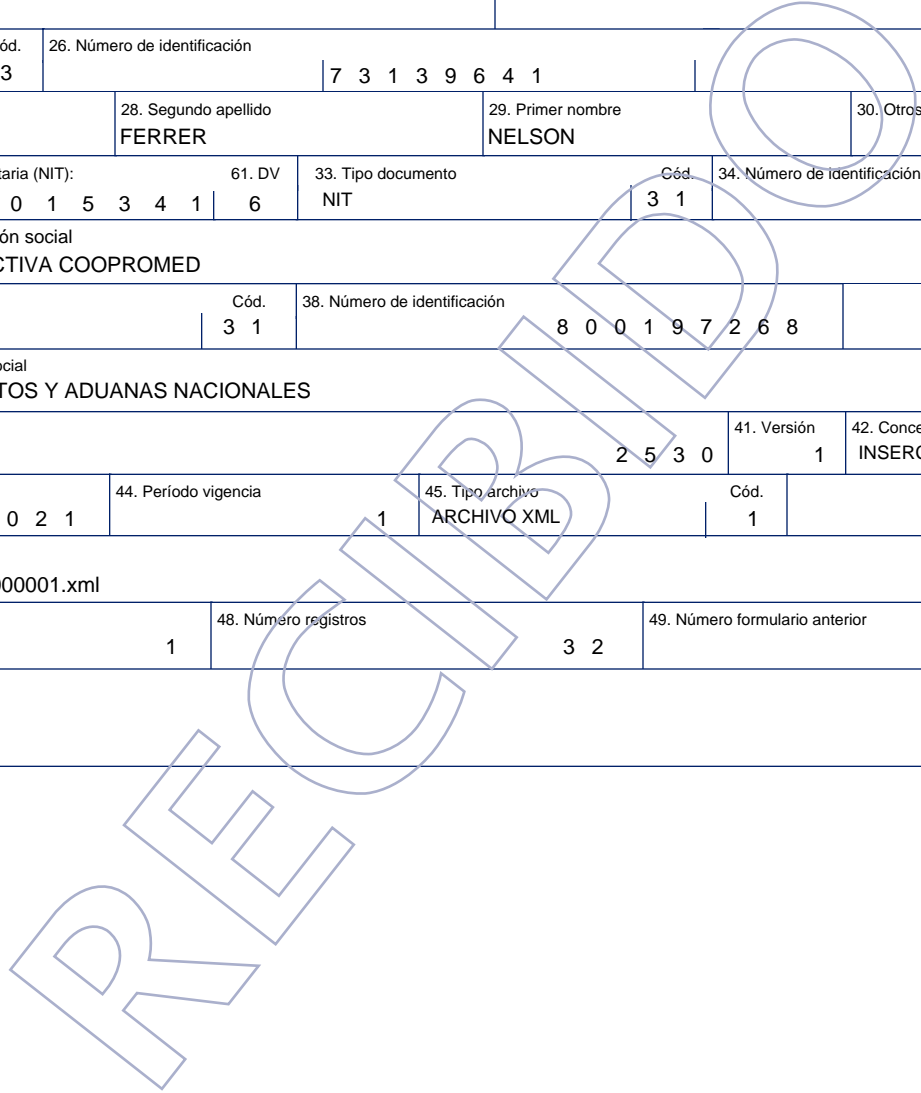 ód. 26. Número de identificación
3 7 3 1 3 9 6 4 1
28. Segundo apellido 29. Primer nombre 30. Otros
FERRER NELSON
taria (NIT): 61. DV 33. Tipo documento Cód. 34. Número de identificación
0 1 5 3 4 1 6 NIT 3 1
ón social
CTIVA COOPROMED
Cód. 38. Número de identificación
3 1 8 0 0 1 9 7 2 6 8
ocial
TOS Y ADUANAS NACIONALES
41. Versión 42. Conce
2 5 3 0 1 INSERC
44. Período vigencia 45. Tipo archivo Cód.
0 2 1 1 ARCHIVO XML 1
000001.xml
48. Número registros 49. Número formulario anterior
1 3 2
RECIBIDO